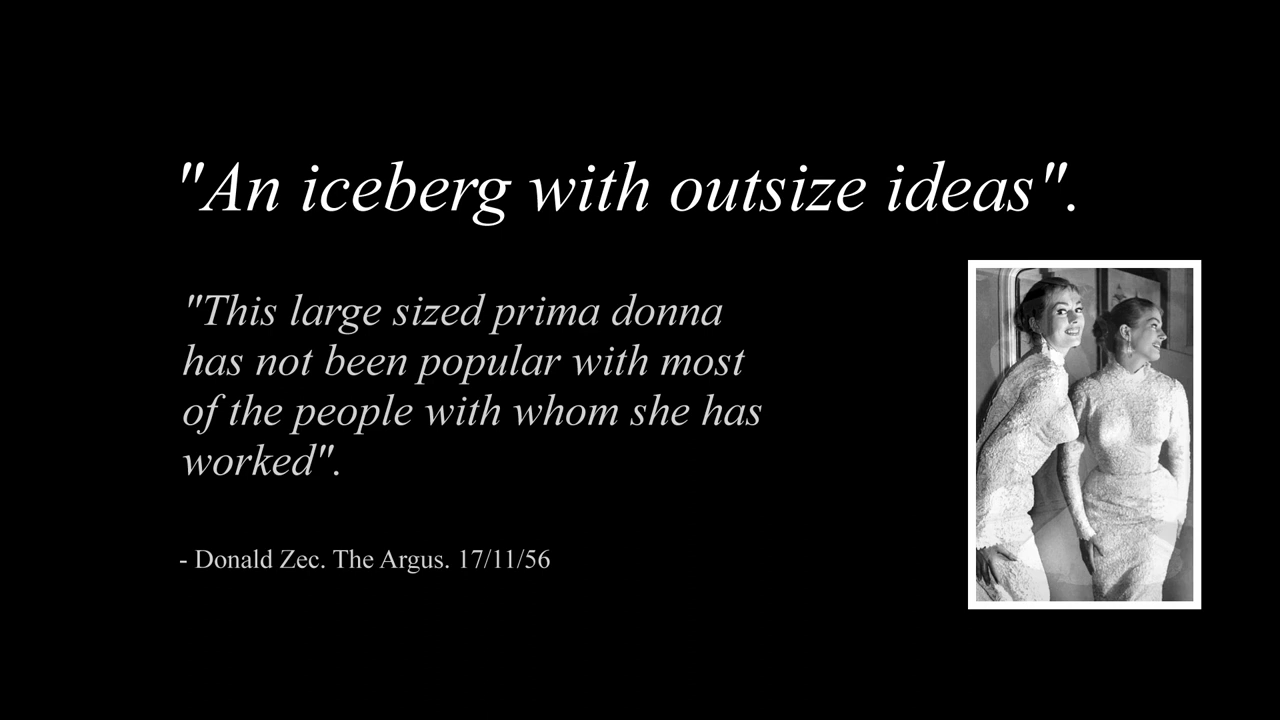 "An iceberg with outsize ideas".
"This large sized prima donna
has not been popular with most
of the people with whom she has
worked".
- Donald Zec. The Argus. 17/11/56